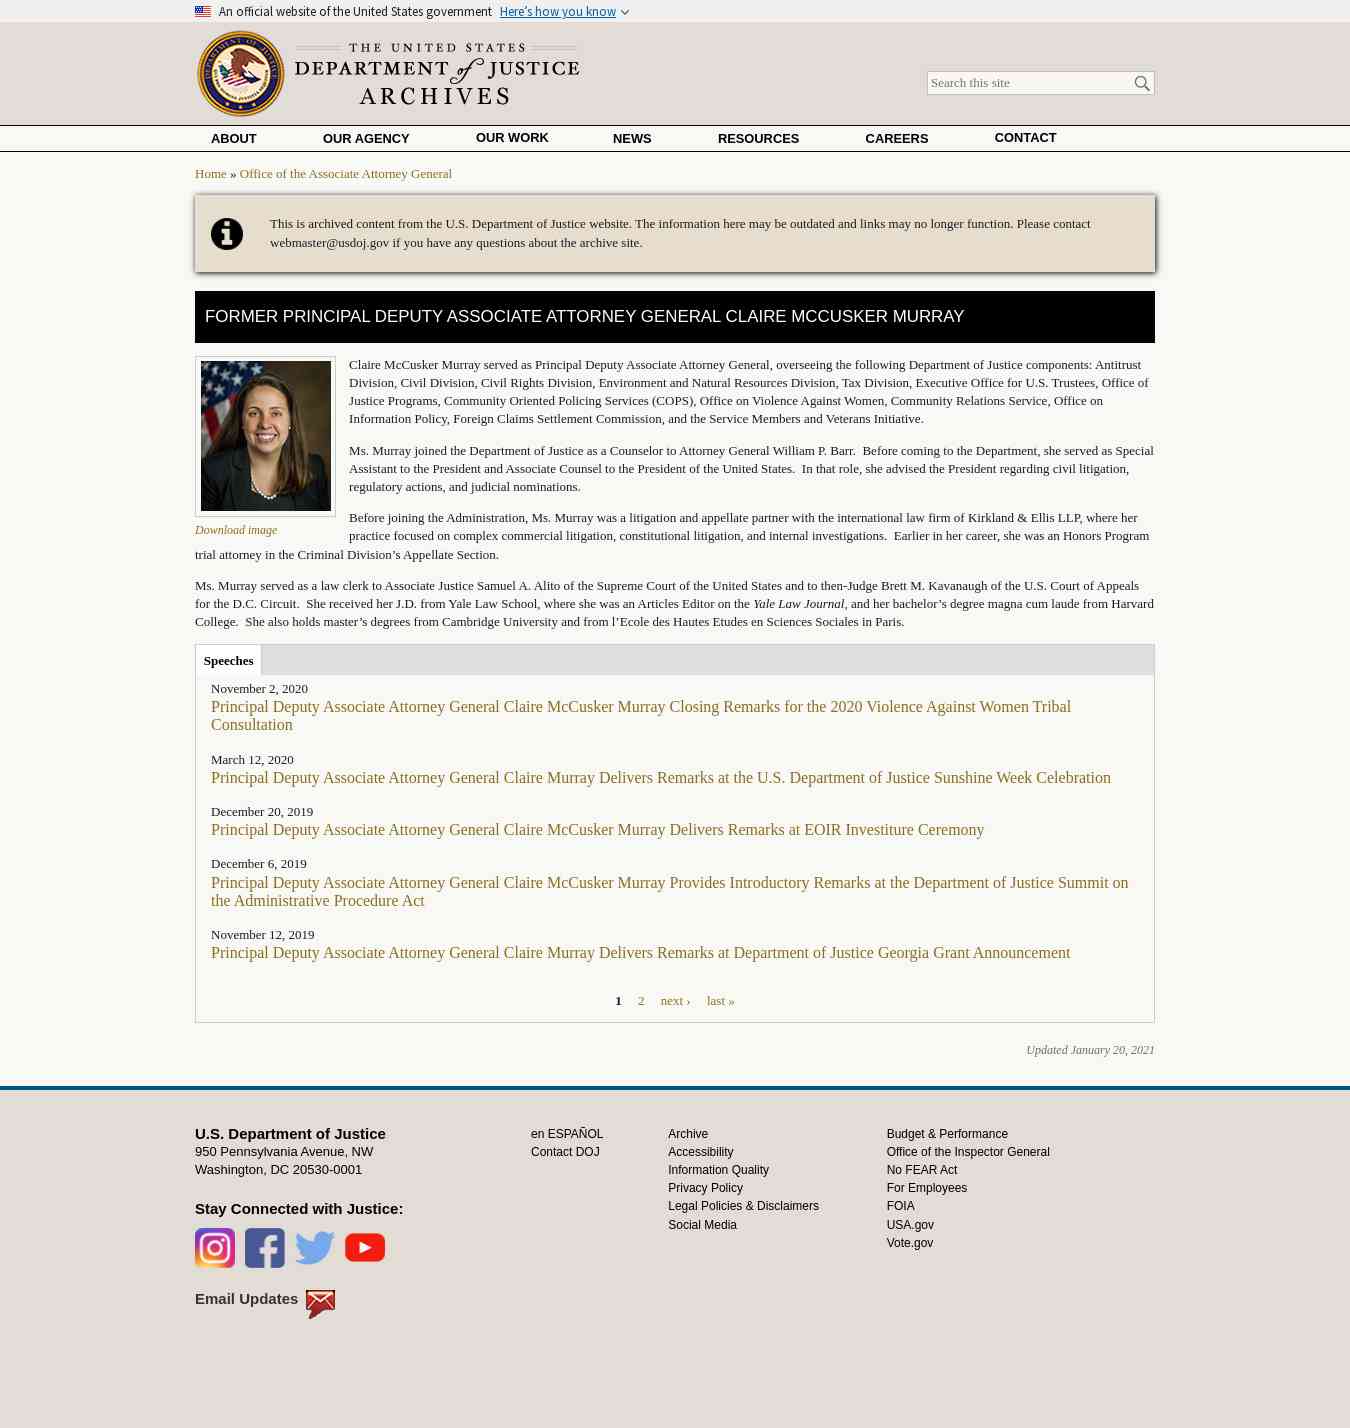 An official website of the United States government Here’s how you know
THE UNITED STATES
DEPARTMENT of JUSTICE
ARCHIVES
Search this site
ABOUT OUR AGENCY OUR WORK NEWS RESOURCES CAREERS CONTACT
Home » Office of the Associate Attorney General
This is archived content from the U.S. Department of Justice website. The information here may be outdated and links may no longer function. Please contact
webmaster@usdoj.gov if you have any questions about the archive site.
FORMER PRINCIPAL DEPUTY ASSOCIATE ATTORNEY GENERAL CLAIRE MCCUSKER MURRAY
Claire McCusker Murray served as Principal Deputy Associate Attorney General, overseeing the following Department of Justice components: Antitrust
Division, Civil Division, Civil Rights Division, Environment and Natural Resources Division, Tax Division, Executive Office for U.S. Trustees, Office of
Justice Programs, Community Oriented Policing Services (COPS), Office on Violence Against Women, Community Relations Service, Office on
Information Policy, Foreign Claims Settlement Commission, and the Service Members and Veterans Initiative.
Ms. Murray joined the Department of Justice as a Counselor to Attorney General William P. Barr.  Before coming to the Department, she served as Special
Assistant to the President and Associate Counsel to the President of the United States.  In that role, she advised the President regarding civil litigation,
regulatory actions, and judicial nominations.
Download image
Before joining the Administration, Ms. Murray was a litigation and appellate partner with the international law firm of Kirkland & Ellis LLP, where her
practice focused on complex commercial litigation, constitutional litigation, and internal investigations.  Earlier in her career, she was an Honors Program
trial attorney in the Criminal Division’s Appellate Section.
Ms. Murray served as a law clerk to Associate Justice Samuel A. Alito of the Supreme Court of the United States and to then-Judge Brett M. Kavanaugh of the U.S. Court of Appeals
for the D.C. Circuit.  She received her J.D. from Yale Law School, where she was an Articles Editor on the Yale Law Journal, and her bachelor’s degree magna cum laude from Harvard
College.  She also holds master’s degrees from Cambridge University and from l’Ecole des Hautes Etudes en Sciences Sociales in Paris.
Speeches
November 2, 2020
Principal Deputy Associate Attorney General Claire McCusker Murray Closing Remarks for the 2020 Violence Against Women Tribal
Consultation
March 12, 2020
Principal Deputy Associate Attorney General Claire Murray Delivers Remarks at the U.S. Department of Justice Sunshine Week Celebration
December 20, 2019
Principal Deputy Associate Attorney General Claire McCusker Murray Delivers Remarks at EOIR Investiture Ceremony
December 6, 2019
Principal Deputy Associate Attorney General Claire McCusker Murray Provides Introductory Remarks at the Department of Justice Summit on
the Administrative Procedure Act
November 12, 2019
Principal Deputy Associate Attorney General Claire Murray Delivers Remarks at Department of Justice Georgia Grant Announcement
1 2 next › last »
Updated January 20, 2021
U.S. Department of Justice
950 Pennsylvania Avenue, NW
Washington, DC 20530-0001
Stay Connected with Justice:
Email Updates
en ESPAÑOL
Contact DOJ
Archive
Accessibility
Information Quality
Privacy Policy
Legal Policies & Disclaimers
Social Media
Budget & Performance
Office of the Inspector General
No FEAR Act
For Employees
FOIA
USA.gov
Vote.gov